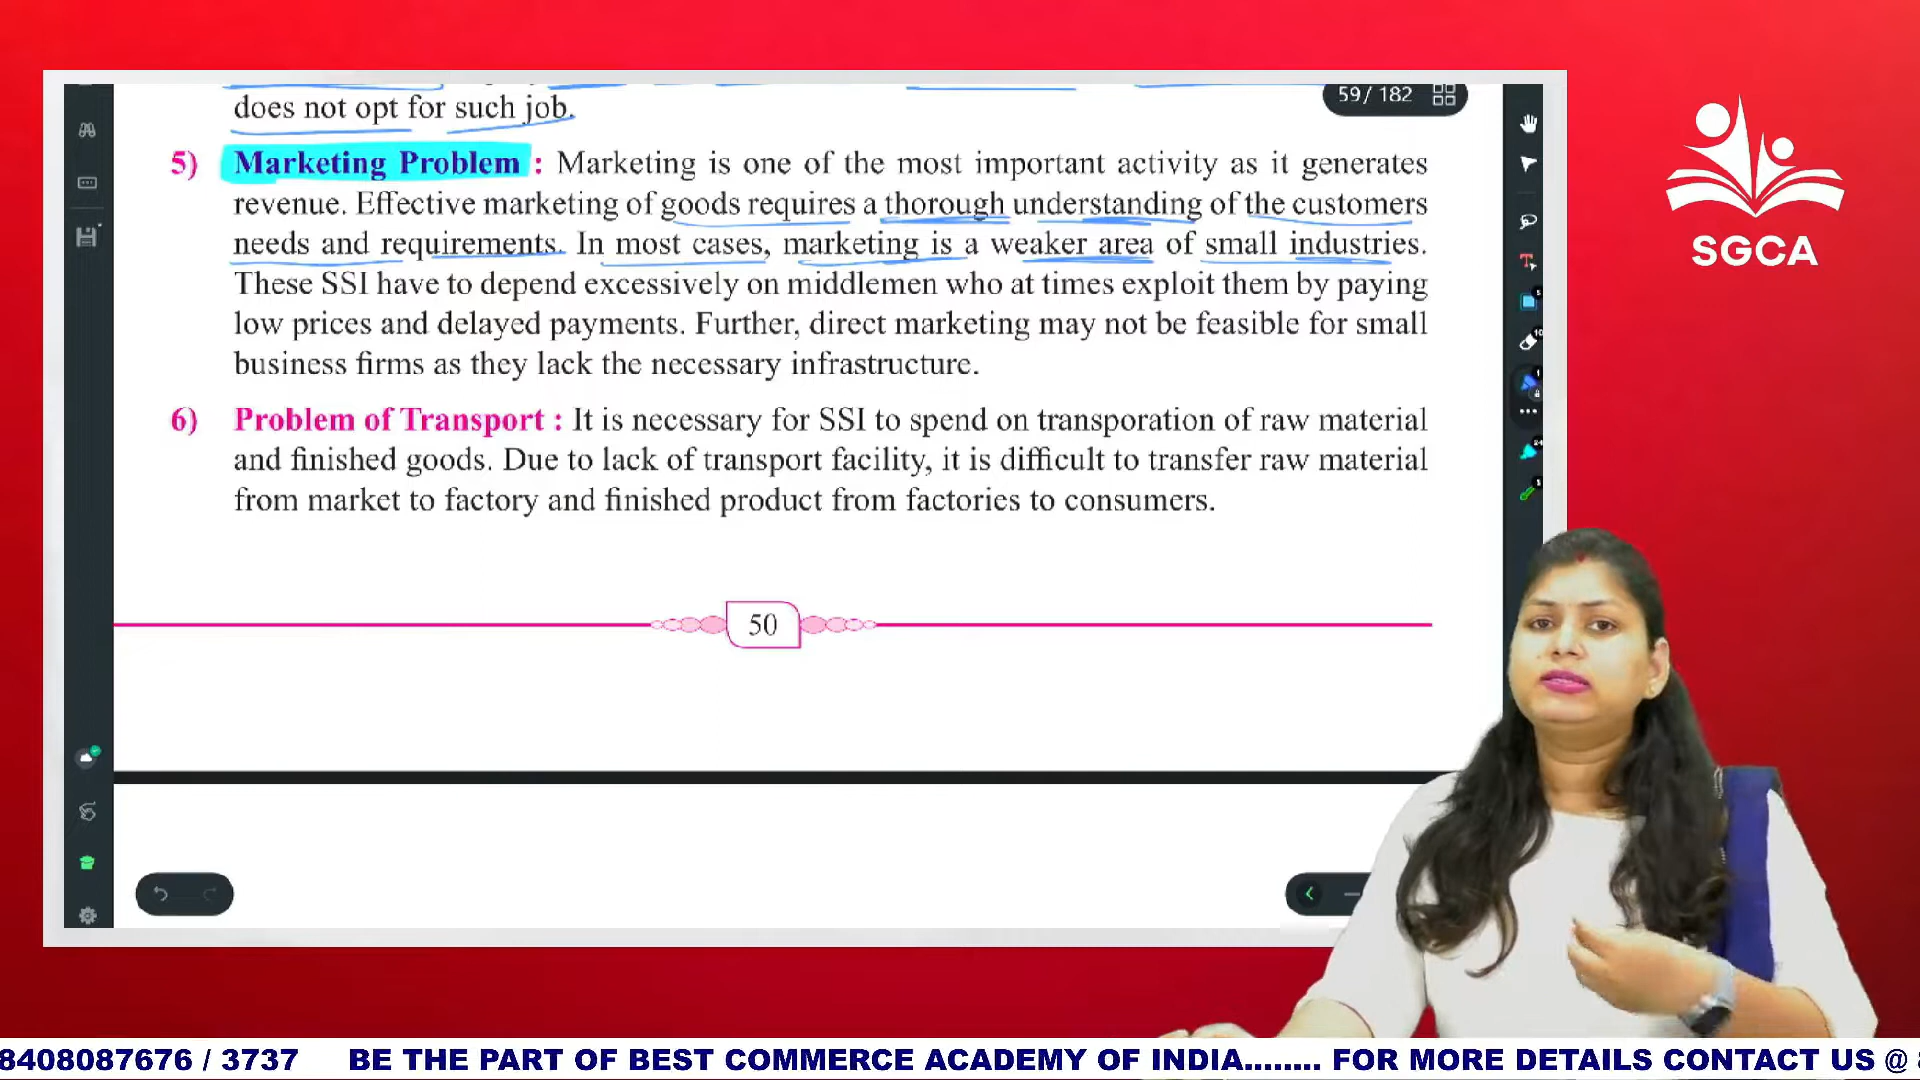 does not opt for such job.
59/ 182
5) Marketing Problem : Marketing is one of the most important activity as it generates
revenue. Effective marketing of goods requires a thorough understanding of the customers
needs and requirements. In most cases, marketing is a weaker area of small industries.
These SSI have to depend excessively on middlemen who at times exploit them by paying
low prices and delayed payments. Further, direct marketing may not be feasible for small
business firms as they lack the necessary infrastructure.
6) Problem of Transport : It is necessary for SSI to spend on transporation of raw material
and finished goods. Due to lack of transport facility, it is difficult to transfer raw material
from market to factory and finished product from factories to consumers.
50
SGCA
8408087676 / 3737 BE THE PART OF BEST COMMERCE ACADEMY OF INDIA........ FOR MORE DETAILS CONTACT US @